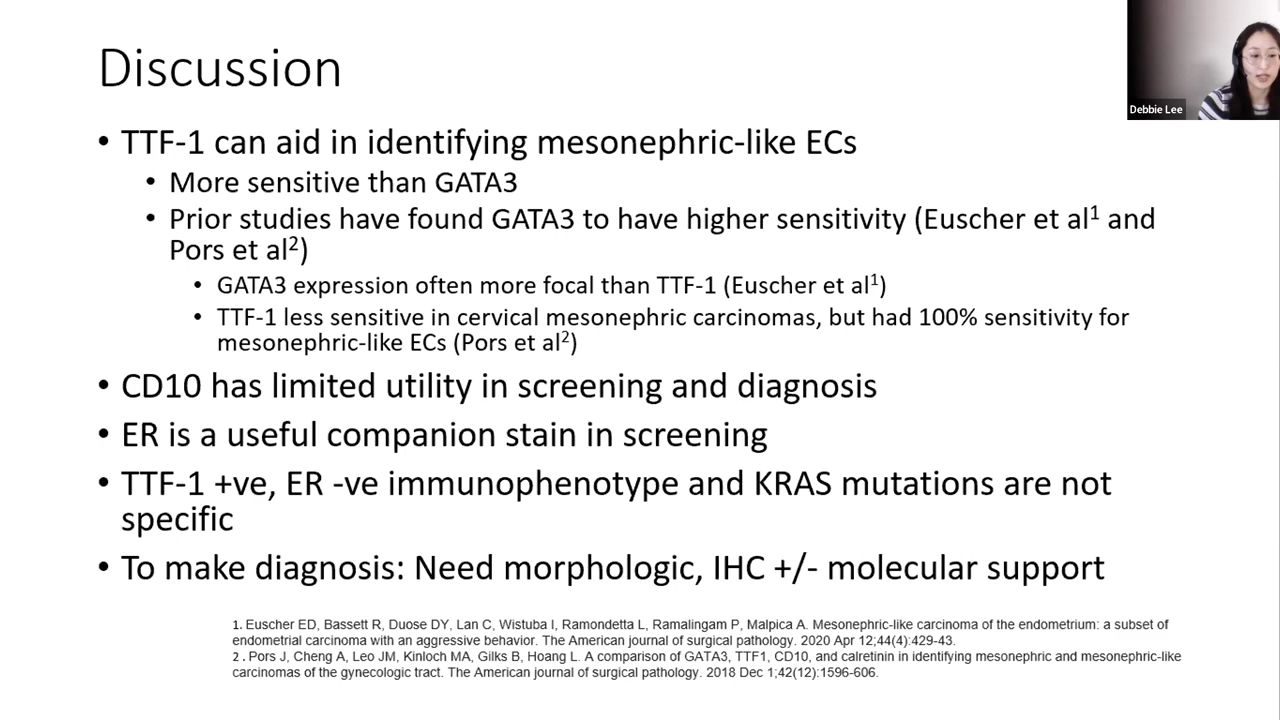 Discussion
Debbie Lee
• TTF-1 can aid in identifying mesonephric-like ECs
• More sensitive than GATA3
• Prior studies have found GATA3 to have higher sensitivity (Euscher et al1 and
Pors et al2)
• GATA3 expression often more focal than TTF-1 (Euscher et al1)
• TTF-1 less sensitive in cervical mesonephric carcinomas, but had 100% sensitivity for
mesonephric-like ECs (Pors et al2)
• CD10 has limited utility in screening and diagnosis
• ER is a useful companion stain in screening
• TTF-1 +ve, ER -ve immunophenotype and KRAS mutations are not
specific
• To make diagnosis: Need morphologic, IHC +/- molecular support
1. Euscher ED, Bassett R, Duose DY, Lan C, Wistuba I, Ramondetta L, Ramalingam P, Malpica A. Mesonephric-like carcinoma of the endometrium: a subset of
endometrial carcinoma with an aggressive behavior. The American journal of surgical pathology. 2020 Apr 12;44(4):429-43.
2 . Pors J, Cheng A, Leo JM, Kinloch MA, Gilks B, Hoang L. A comparison of GATA3, TTF1, CD10, and calretinin in identifying mesonephric and mesonephric-like
carcinomas of the gynecologic tract. The American journal of surgical pathology. 2018 Dec 1;42(12):1596-606.